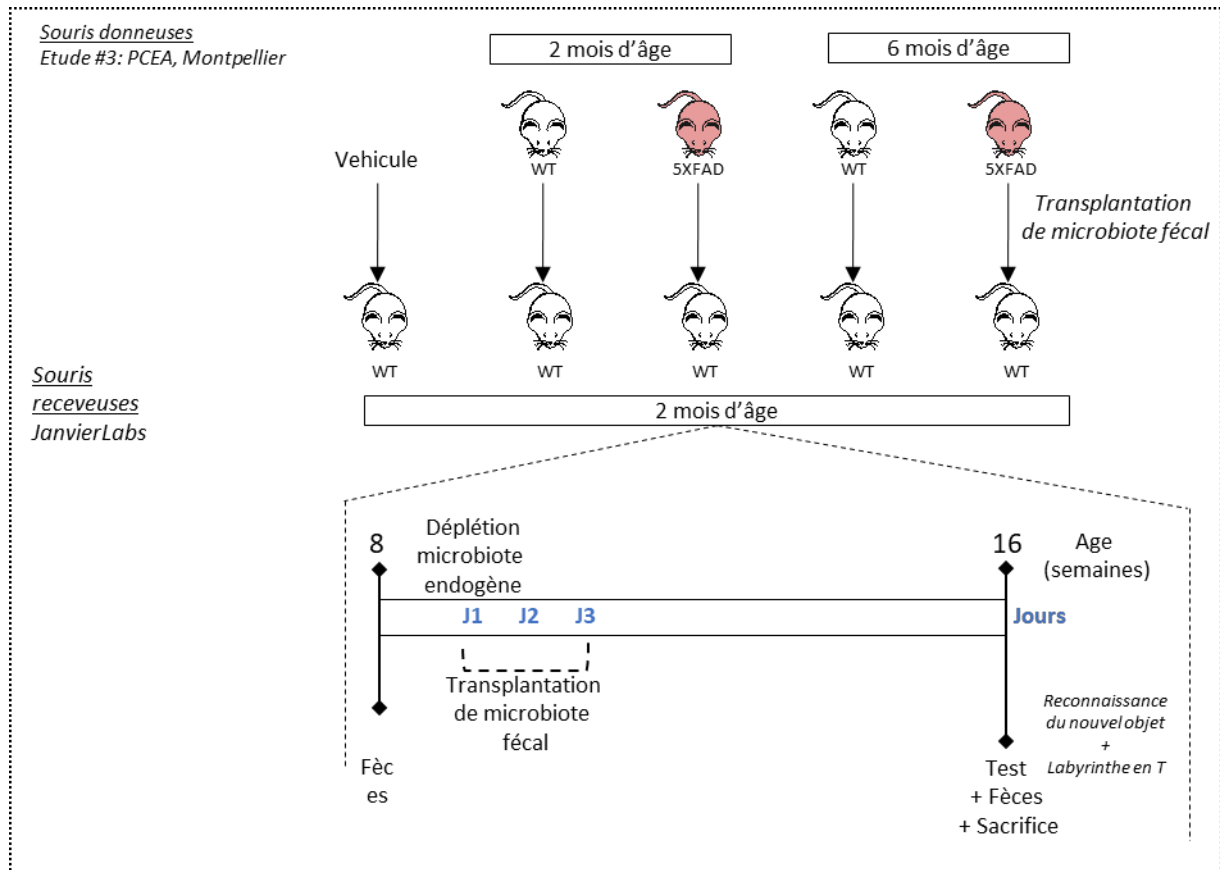 Souris donneuses
Etude #3: PCEA, Montpellier
2 mois d'âge
6 mois d'âge
Vehicule
WT
5XFAD
WT
5XFAD
Transplantation
de microbiote fécal
WT
WT
WT
WT
WT
Souris
receveuses
JanvierLabs
2 mois d'âge
8
Déplétion
microbiote
endogène
16
Age
(semaines)
J1 J2 J3
Jours
Transplantation
de microbiote
fécal
Fèc
es
Test
+ Fèces
+ Sacrifice
Reconnaissance
du nouvel objet
+
Labyrinthe en T